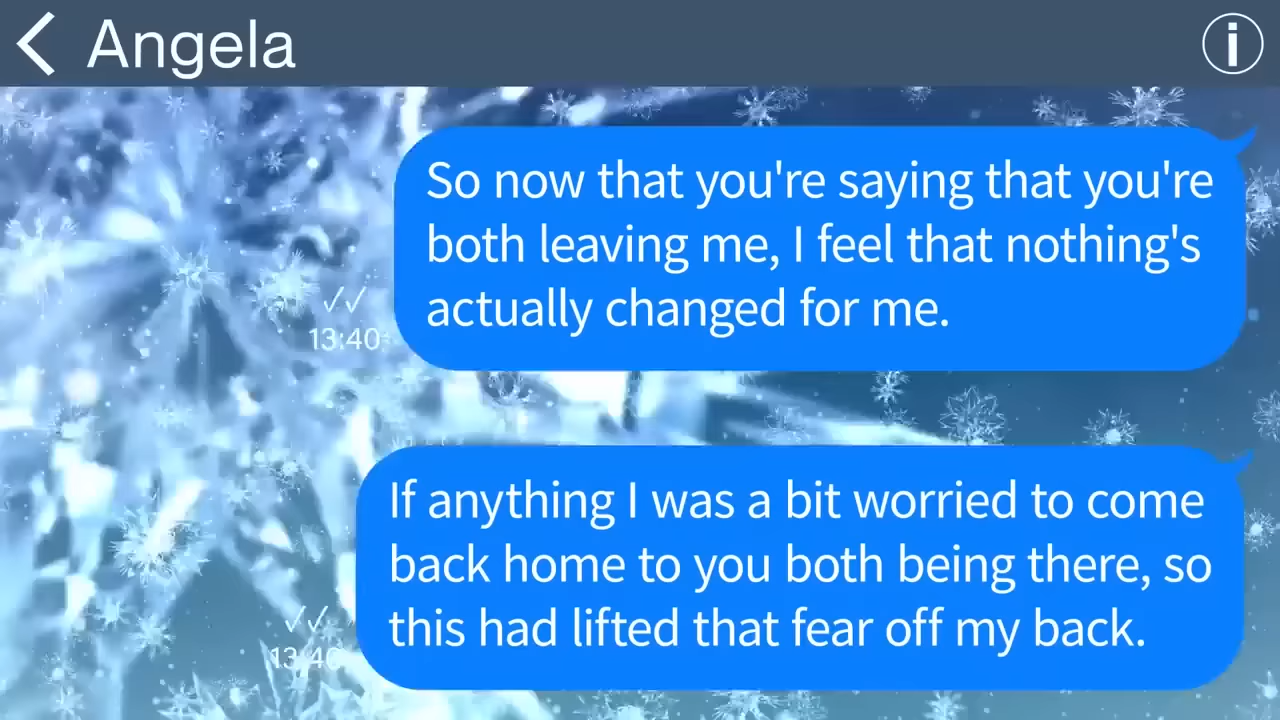 Angela
So now that you're saying that you're
both leaving me, I feel that nothing's
actually changed for me.
13:40
If anything I was a bit worried to come
back home to you both being there, so
this had lifted that fear off my back.
13:40